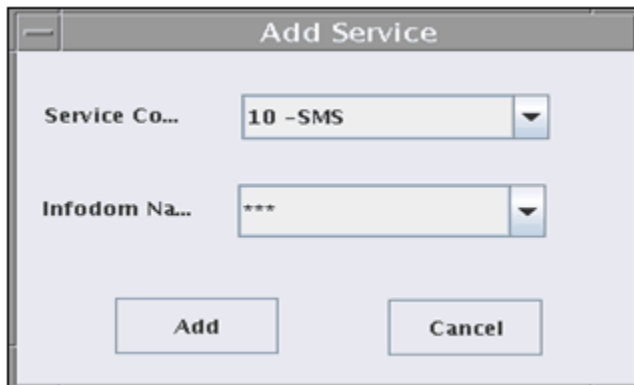 Add Service
Service Co... 10 -SMS
Infodom Na... ***
Add Cancel